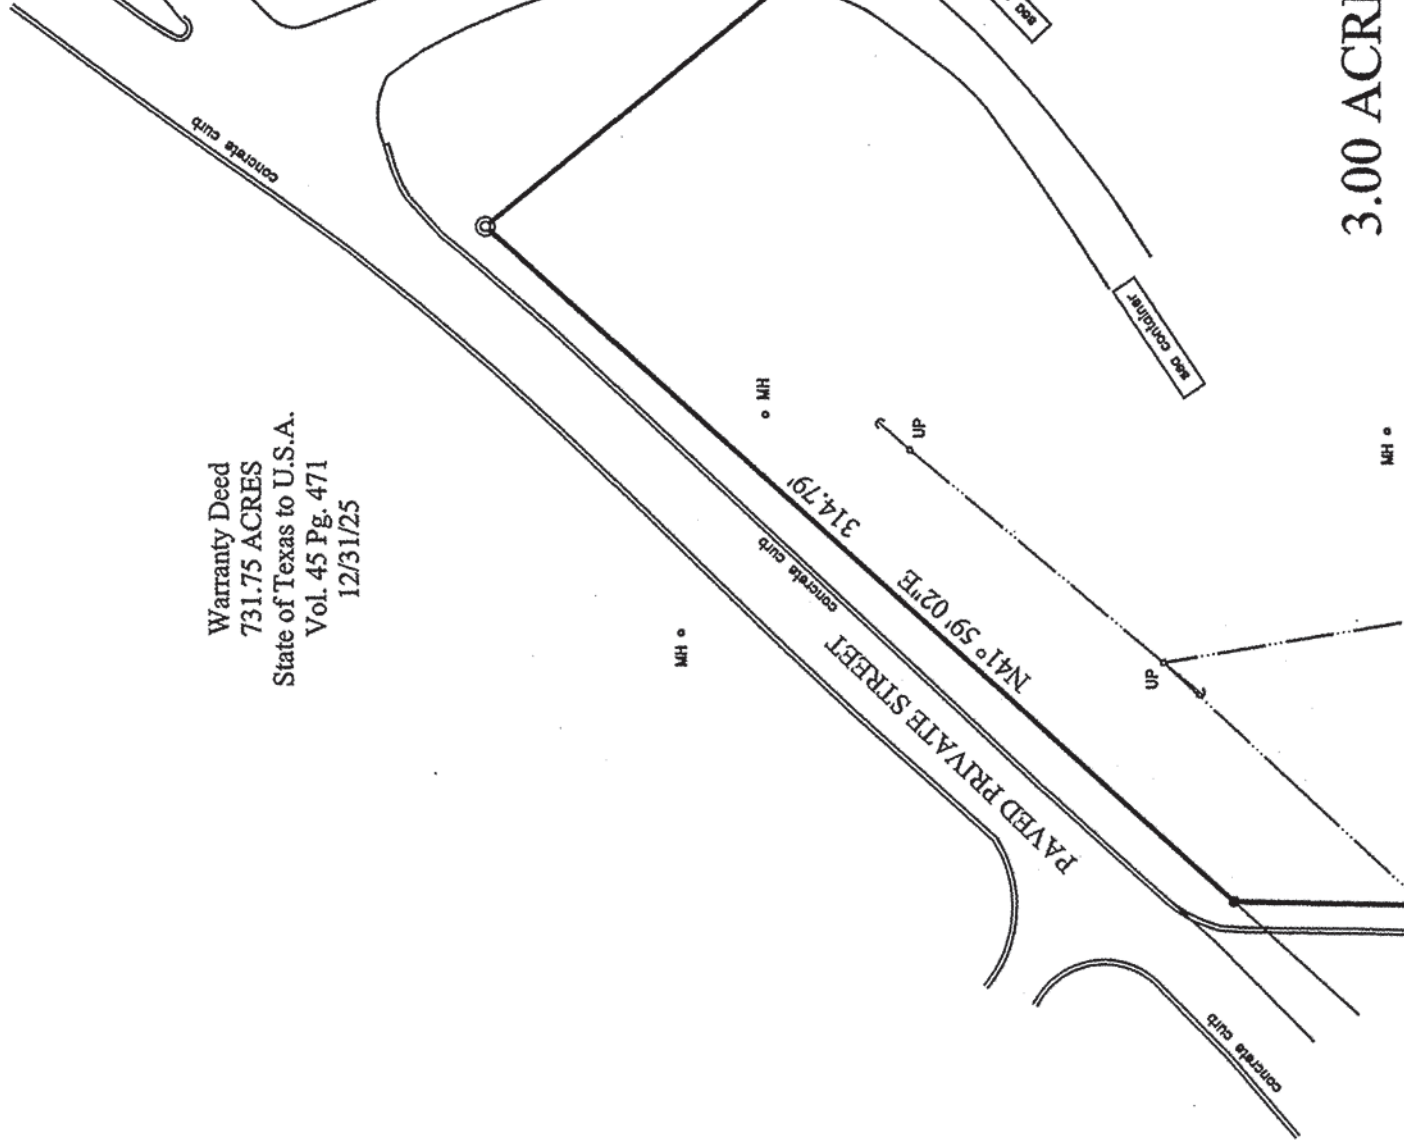 concrete curb
sea
Warranty Deed
731.75 ACRES
State of Texas to U.S.A.
Vol. 45 Pg. 471
12/31/25
3.00 ACRE
sea container
MH
UP
314.79'
MH
concrete curb
N41° 59' 02"E
MH
PAVED PRIVATE STREET
UP
concrete curb